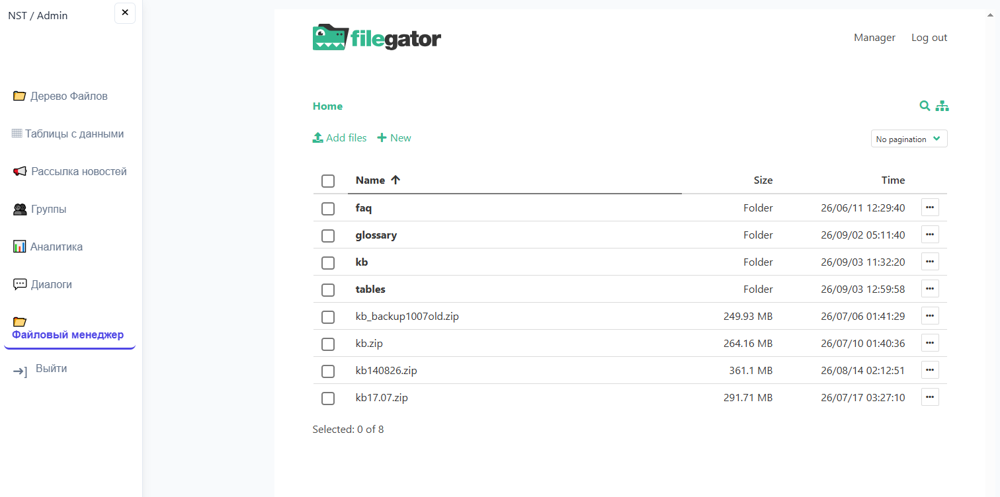 NST / Admin
Дерево Файлов
Таблицы с данными
Рассылка новостей
Группы
Аналитика
Диалоги
Файловый менеджер
Выйти
filegator
Manager Log out
Home
Add files New
No pagination
Name Size Time
faq Folder 26/06/11 12:29:40
glossary Folder 26/09/02 05:11:40
kb Folder 26/09/03 11:32:20
tables Folder 26/09/03 12:59:58
kb_backup1007old.zip 249.93 MB 26/07/06 01:41:29
kb.zip 264.16 MB 26/07/10 01:40:36
kb140826.zip 361.1 MB 26/08/14 02:12:51
kb17.07.zip 291.71 MB 26/07/17 03:27:10
Selected: 0 of 8